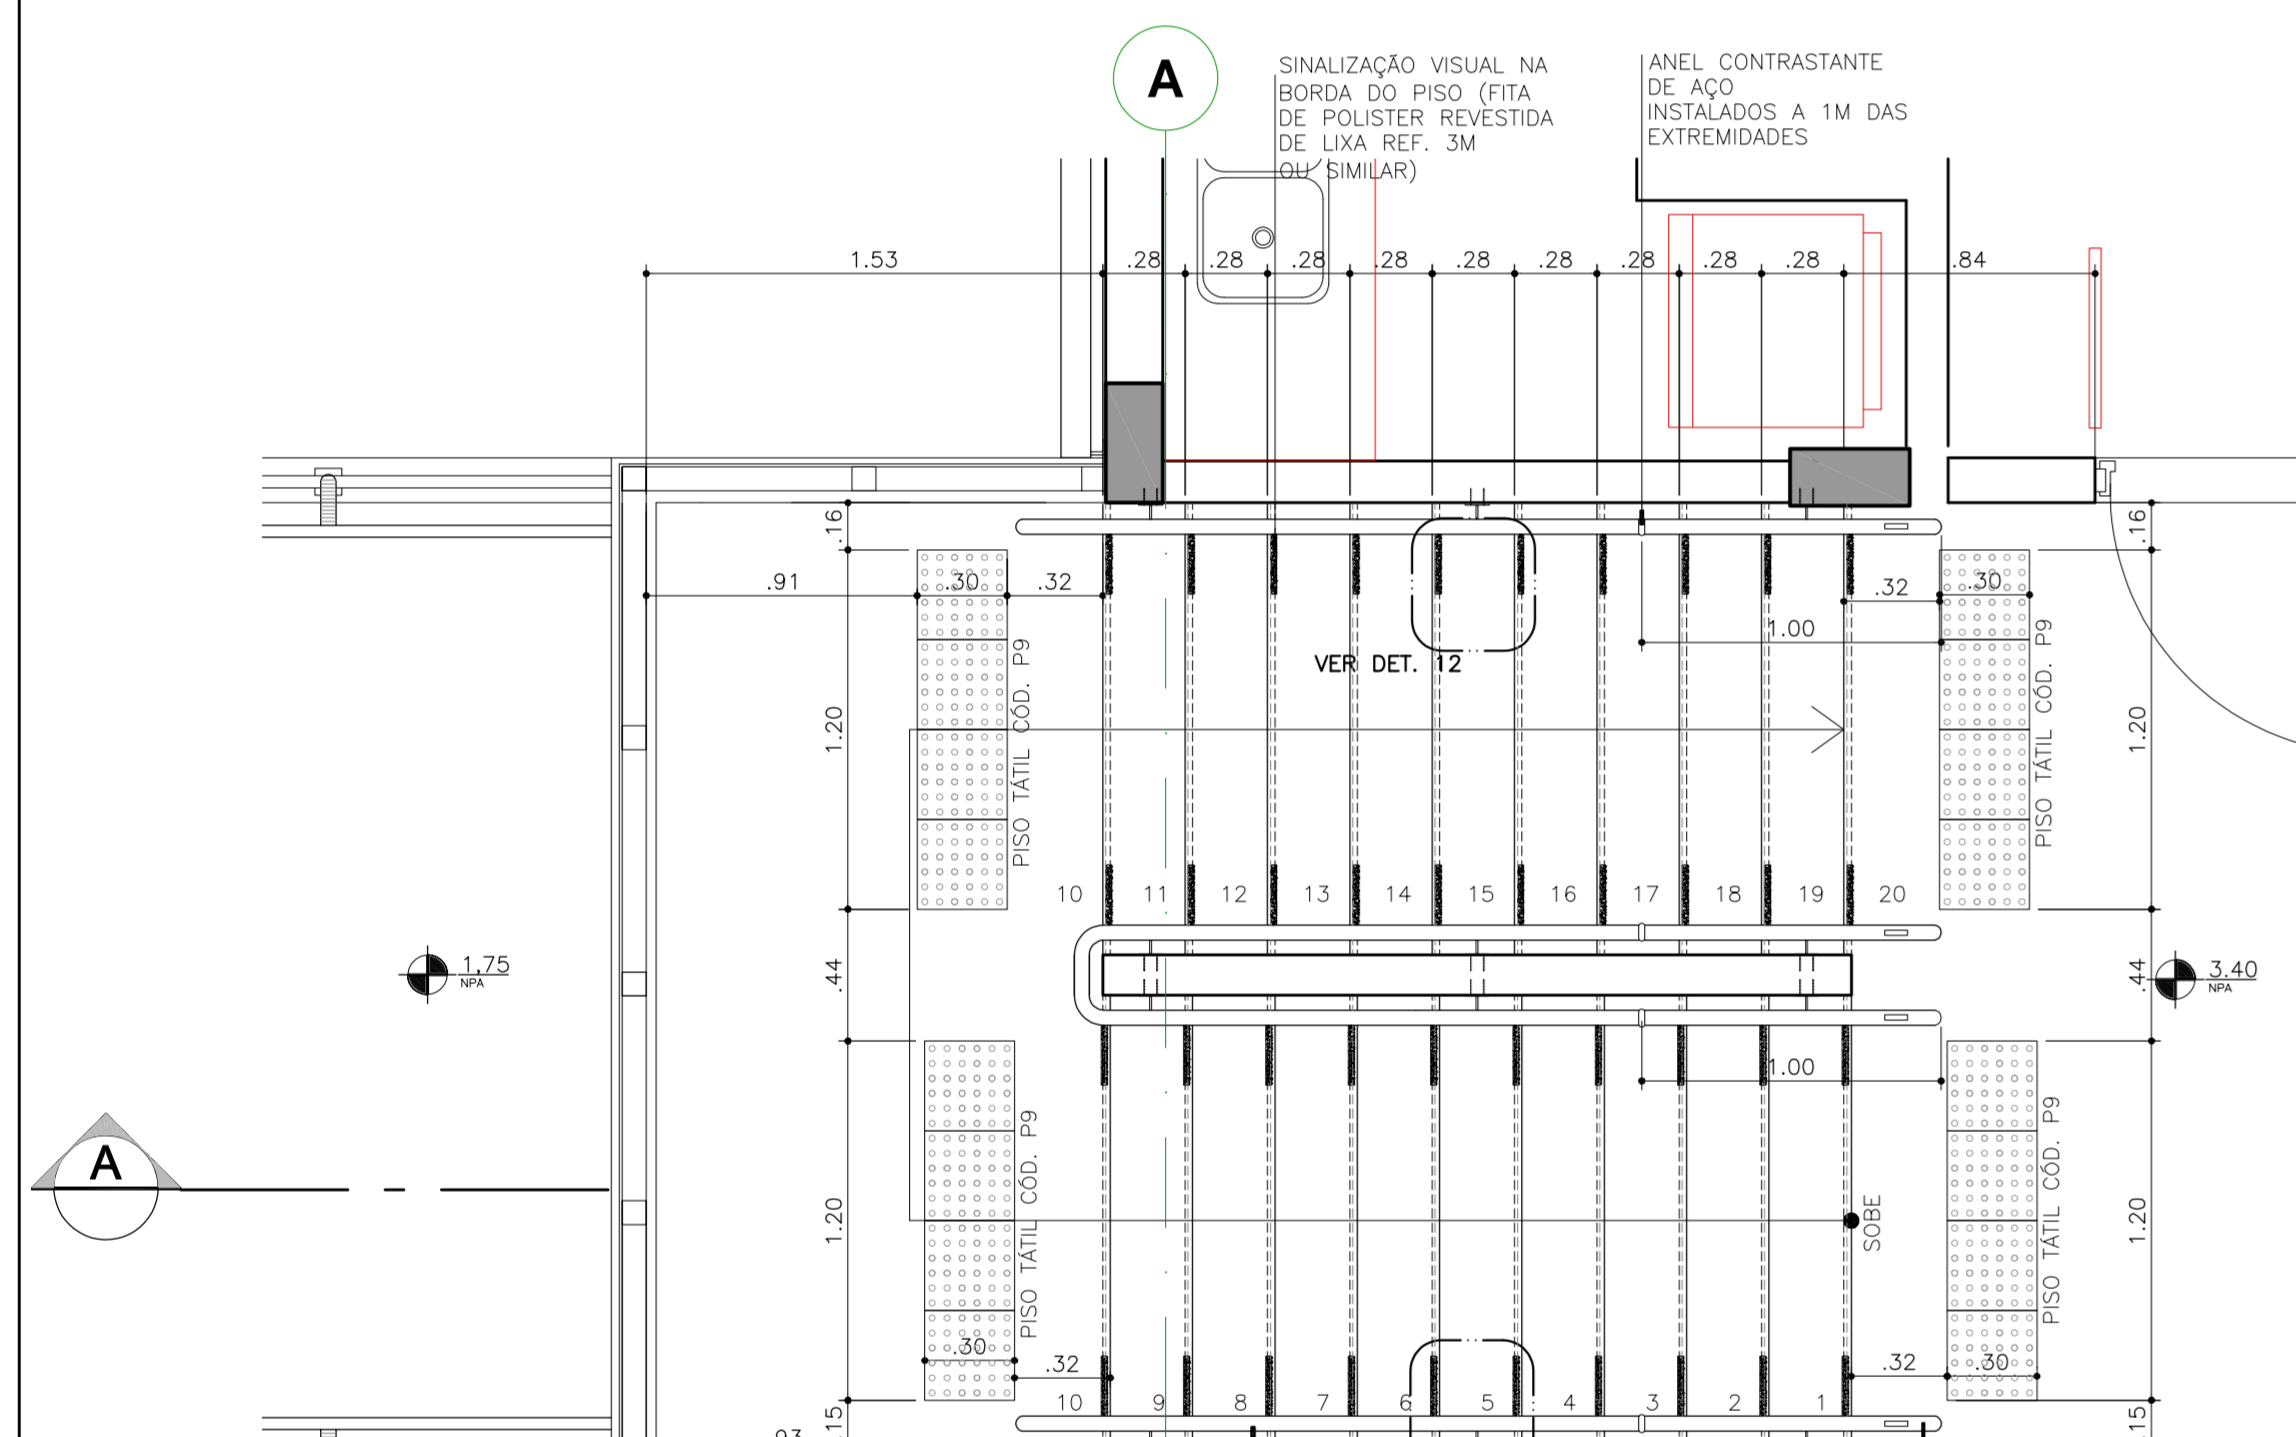 A
SINALIZAÇÃO VISUAL NA
BORDA DO PISO (FITA
DE POLISTER REVESTIDA
DE LIXA REF. 3M
OU SIMILAR)
ANEL CONTRASTANTE
DE AÇO
INSTALADOS A 1M DAS
EXTREMIDADES
1.53 .28 .28 .28 .28 .28 .28 .28 .28 .28 .84
.16
.16
.91 .30 .32
.32 .30
1.00
VER DET. 12
1.20
PISO TÁTIL CÓD. P9
PISO TÁTIL CÓD. P9
1.20
10 11 12 13 14 15 16 17 18 19 20
1,75
NPA
.44
.44
3.40
NPA
1.00
A
1.20
PISO TÁTIL CÓD. P9
SOBE
PISO TÁTIL CÓD. P9
1.20
.30 .32
.32 .30
10 9 8 7 6 5 4 3 2 1
.15
.15
.93